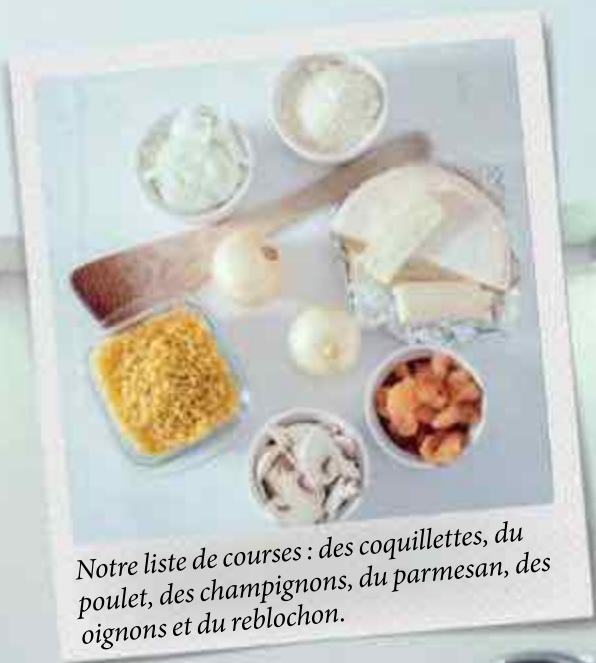 Notre liste de courses : des coquillettes, du
poulet, des champignons, du parmesan, des
oignons et du reblochon.